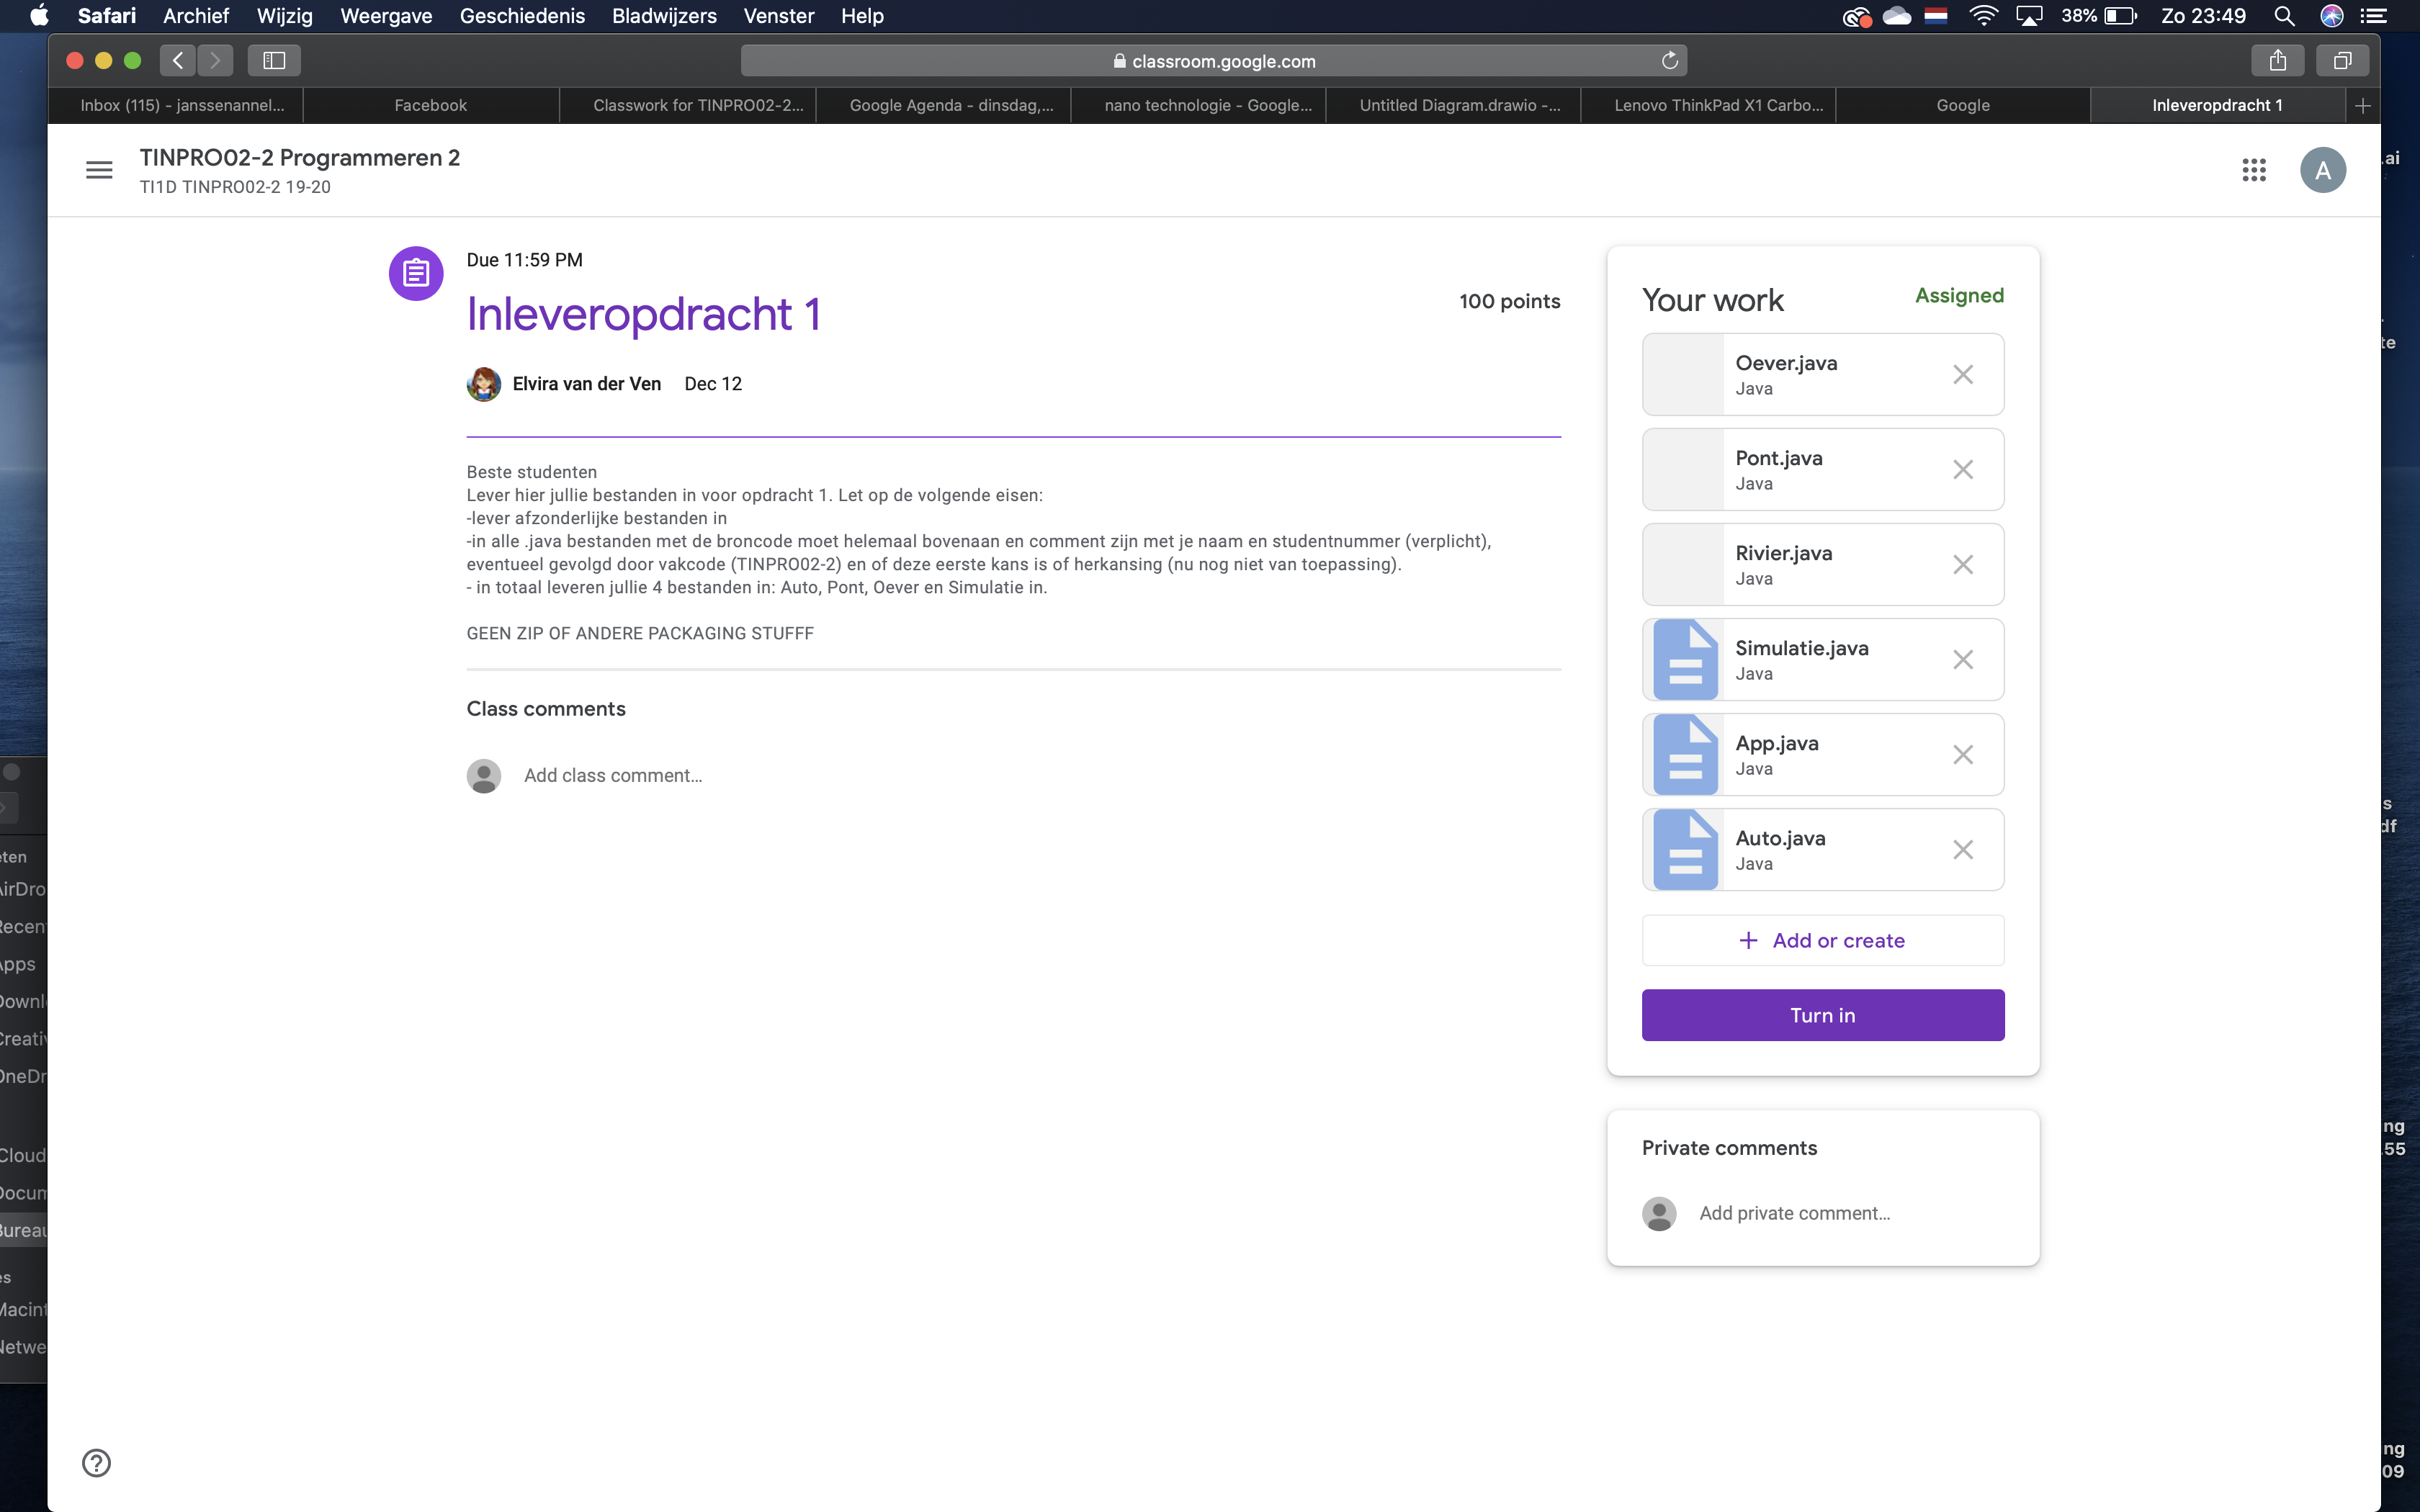 Safari Archief Wijzig Weergave Geschiedenis Bladwijzers Venster Help
38% Zo 23:49
classroom.google.com
Inbox (115) - janssenannel... Facebook Classwork for TINPRO02-2... Google Agenda - dinsdag,... nano technologie - Google... Untitled Diagram.drawio -... Lenovo ThinkPad X1 Carbo... Google Inleveropdracht 1
TINPRO02-2 Programmeren 2
TI1D TINPRO02-2 19-20
A
Due 11:59 PM
Inleveropdracht 1
100 points
Elvira van der Ven Dec 12
Beste studenten
Lever hier jullie bestanden in voor opdracht 1. Let op de volgende eisen:
-lever afzonderlijke bestanden in
-in alle .java bestanden met de broncode moet helemaal bovenaan en comment zijn met je naam en studentnummer (verplicht),
eventueel gevolgd door vakcode (TINPRO02-2) en of deze eerste kans is of herkansing (nu nog niet van toepassing).
- in totaal leveren jullie 4 bestanden in: Auto, Pont, Oever en Simulatie in.
GEEN ZIP OF ANDERE PACKAGING STUFFF
Class comments
Add class comment...
Your work Assigned
Oever.java
Java
Pont.java
Java
Rivier.java
Java
Simulatie.java
Java
App.java
Java
Auto.java
Java
+ Add or create
Turn in
Private comments
Add private comment...
.ai
te
s
df
ng
.55
ng
09
eten
AirDro
Recen
Apps
Downl
Creativ
OneDr
Cloud
Docum
Bureau
es
Macint
Netwe